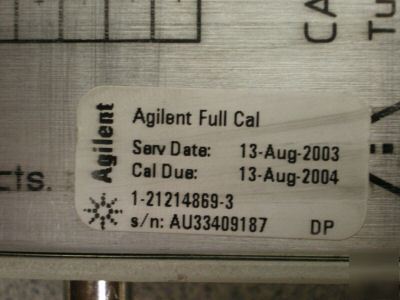 CA
Tu
Agilent
Agilent Full Cal
Serv Date: 13-Aug-2003
Cal Due: 13-Aug-2004
cts.
1-21214869-3
s/n: AU33409187 DP